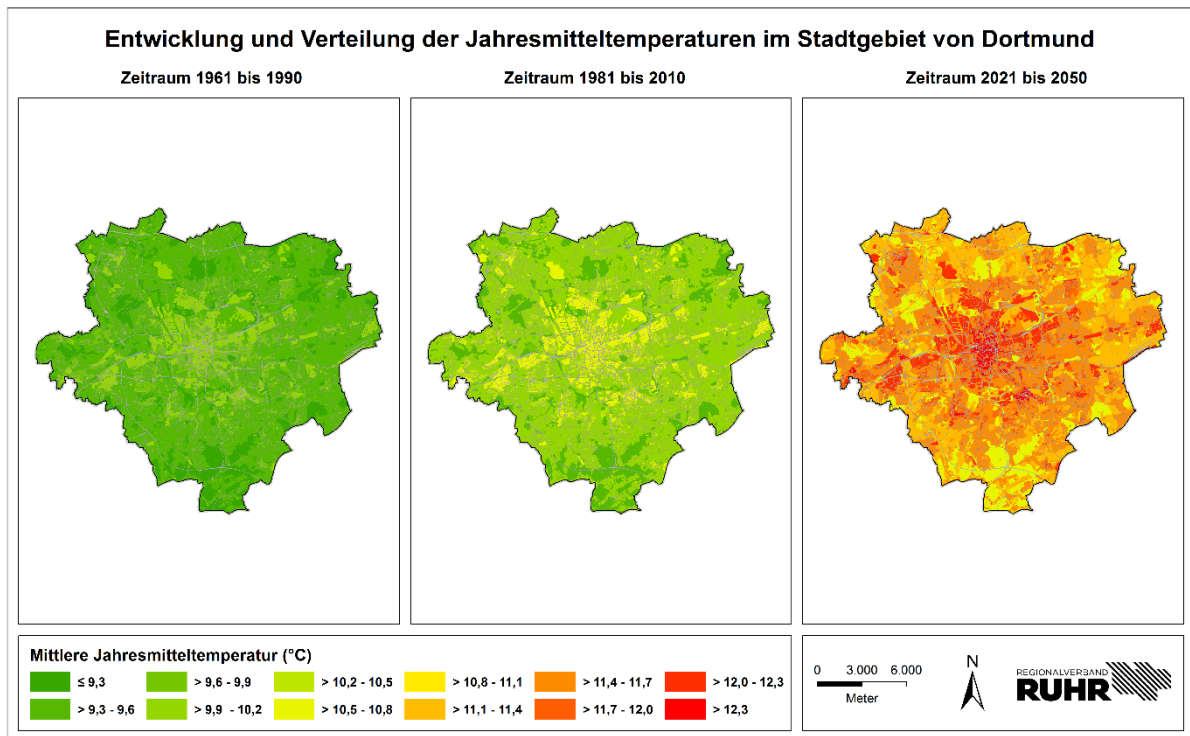 Entwicklung und Verteilung der Jahresmitteltemperaturen im Stadtgebiet von Dortmund
Zeitraum 1961 bis 1990
Zeitraum 1981 bis 2010
Zeitraum 2021 bis 2050
Mittlere Jahresmitteltemperatur (°C)
≤ 9,3
> 9,6 - 9,9
> 10,2 - 10,5
> 10,8 - 11,1
> 11,4 - 11,7
> 12,0 - 12,3
> 9,3 - 9,6
> 9,9 - 10,2
> 10,5 - 10,8
> 11,1 - 11,4
> 11,7 - 12,0
> 12,3
0 3.000 6.000
Meter
N
REGIONALVERBAND
RUHR